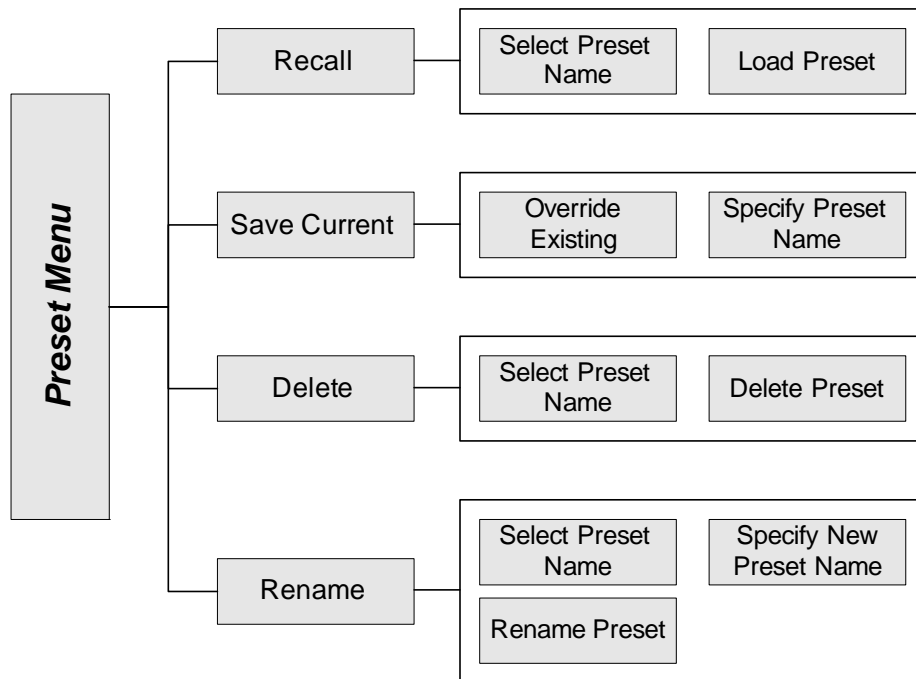 Preset Menu
Recall
Select Preset
Name
Load Preset
Save Current
Override
Existing
Specify Preset
Name
Delete
Select Preset
Name
Delete Preset
Rename
Select Preset
Name
Specify New
Preset Name
Rename Preset